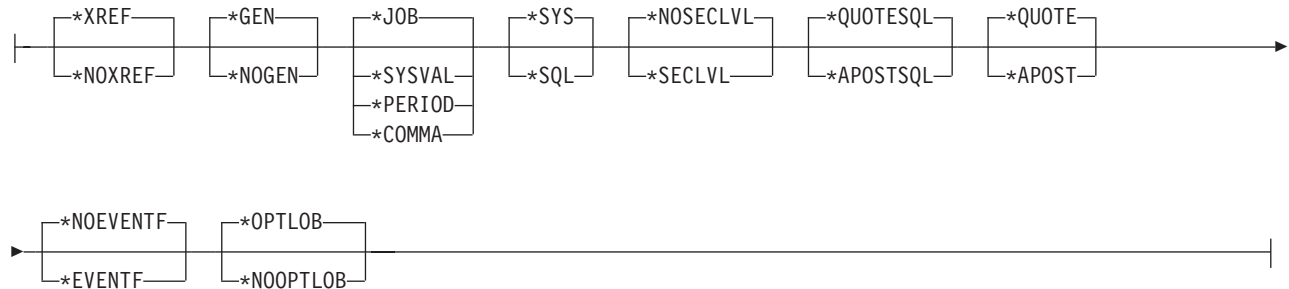 *XREF *GEN *JOB *SYS *NOSECLVL *QUOTESQL *QUOTE
*NOXREF *NOGEN *SYSVAL *SQL *SECLVL *APOSTSQL *APOST
*PERIOD
*COMMA
*NOEVENTF *OPTLOB
*EVENTF *NOOPTLOB